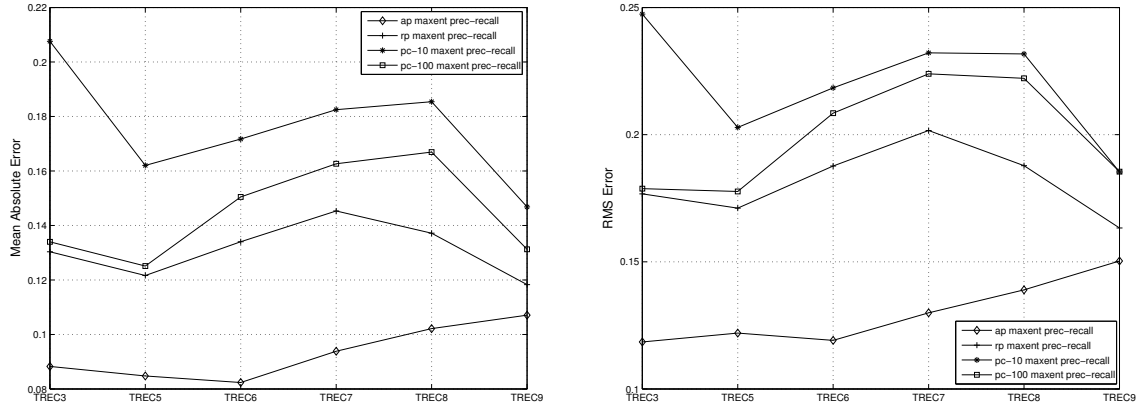 0.22
0.2
0.18
0.16
0.14
0.12
0.1
0.08
Mean Absolute Error
TREC3
TREC5
TREC6
TREC7
TREC8
TREC9
ap maxent prec−recall
rp maxent prec−recall
pc−10 maxent prec−recall
pc−100 maxent prec−recall
0.25
0.2
0.15
0.1
RMS Error
TREC3
TREC5
TREC6
TREC7
TREC8
TREC9
ap maxent prec−recall
rp maxent prec−recall
pc−10 maxent prec−recall
pc−100 maxent prec−recall